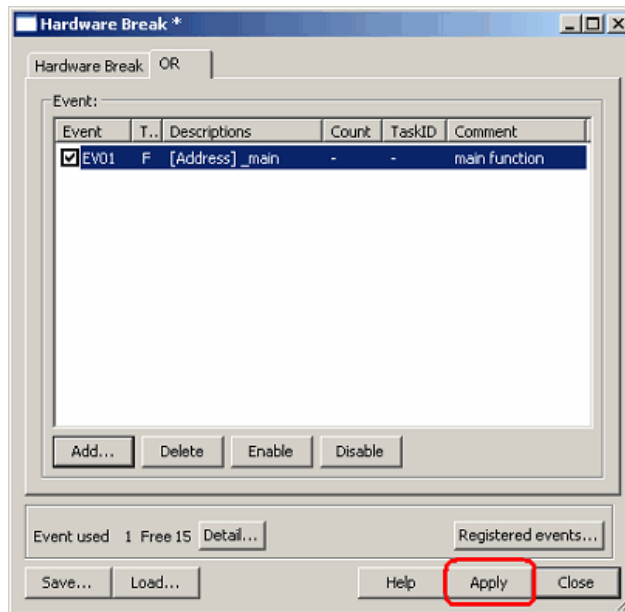 Hardware Break *
Hardware Break OR
Event:
Event T.. Descriptions Count TaskID Comment
EV01 F [Address] _main - - main function
Add... Delete Enable Disable
Event used 1 Free 15 Detail... Registered events...
Save... Load... Help Apply Close